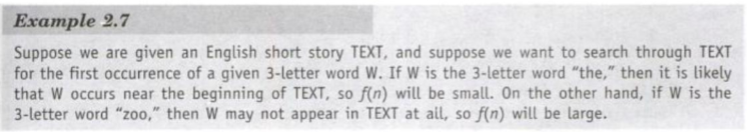 Example 2.7
Suppose we are given an English short story TEXT, and suppose we want to search through TEXT
for the first occurrence of a given 3-letter word W. If W is the 3-letter word “the,” then it is likely
that W occurs near the beginning of TEXT, so f(n) will be small. On the other hand, if W is the
3-letter word “zoo,” then W may not appear in TEXT at all, so f(n) will be large.